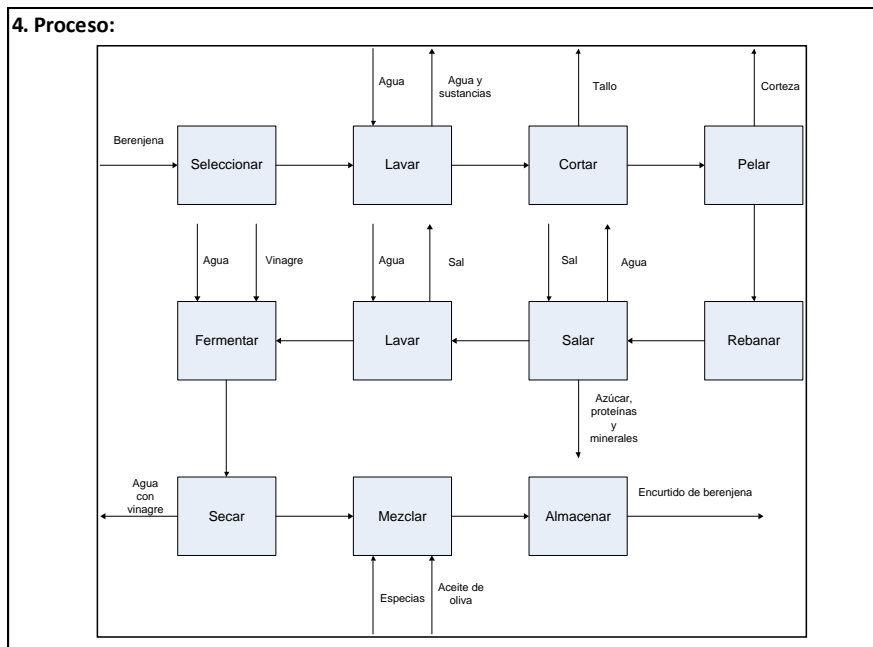 4. Proceso:
Agua
Agua y
sustancias
Tallo
Corteza
Berenjena
Seleccionar
Lavar
Cortar
Pelar
Agua
Vinagre
Agua
Sal
Sal
Agua
Fermentar
Lavar
Salar
Rebanar
Azúcar,
proteínas
y
minerales
Agua
con
vinagre
Secar
Mezclar
Almacenar
Encurtido de berenjena
Especias
Aceite de
oliva